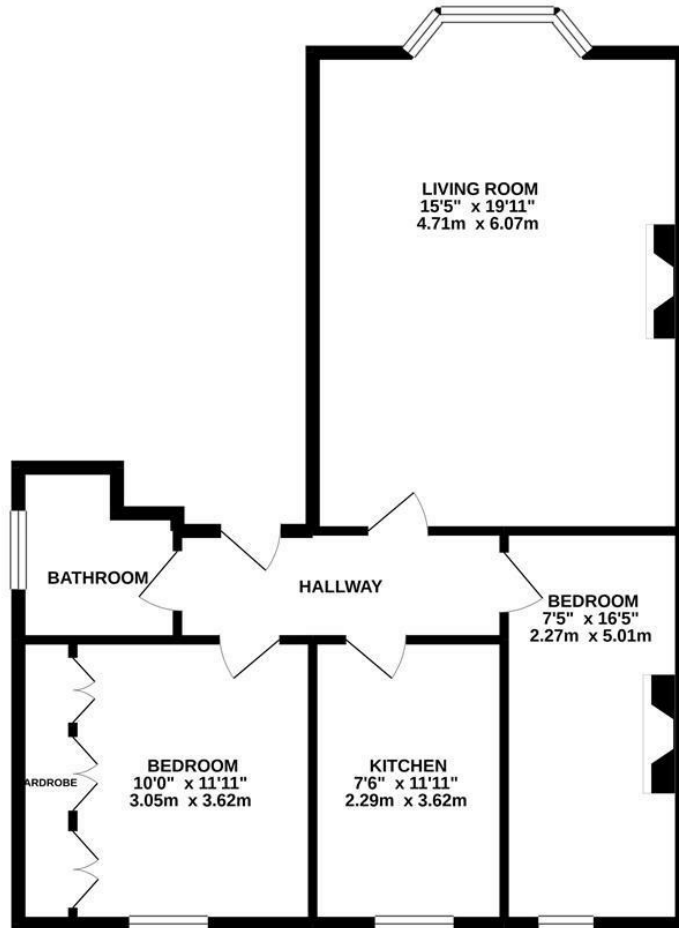 LIVING ROOM
15'5" x 19'11"
4.71m x 6.07m
BATHROOM
HALLWAY
BEDROOM
7'5" x 16'5"
2.27m x 5.01m
BEDROOM
10'0" x 11'11"
3.05m x 3.62m
KITCHEN
7'6" x 11'11"
2.29m x 3.62m
ARDROBE